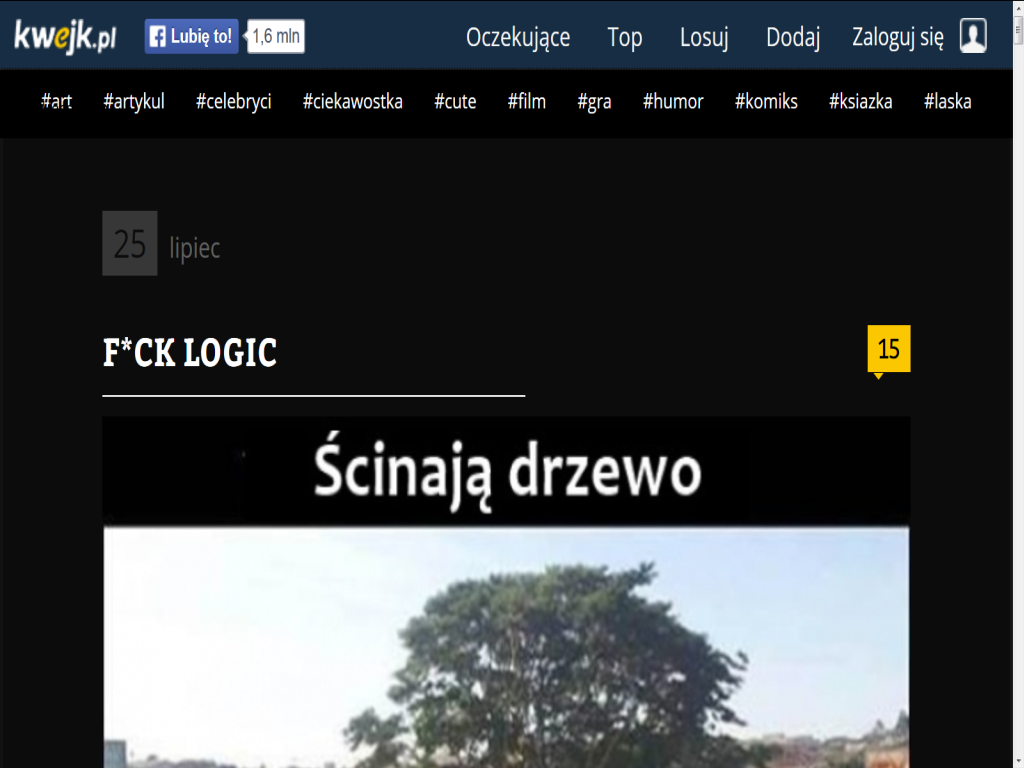 kwejk.pl Lubię to! 1,6 mln Oczekujące Top Losuj Dodaj Zaloguj się
#art #artykul #celebryci #ciekawostka #cute #film #gra #humor #komiks #ksiazka #laska
25 lipiec
F*CK LOGIC 15
Ścinają drzewo